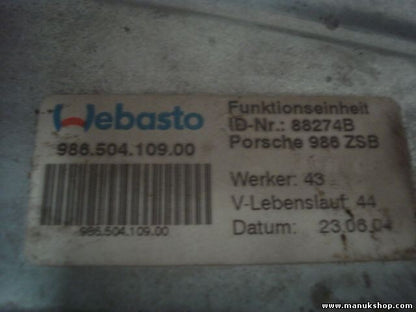 Webasto
986.504.109.00
986.504.109.00
Funktionseinheit
ID-Nr.: 88274B
Porsche 986 ZSB
Werker: 43
V-Lebenslauf: 44
Datum: 23.06.04
www.manukshop.com